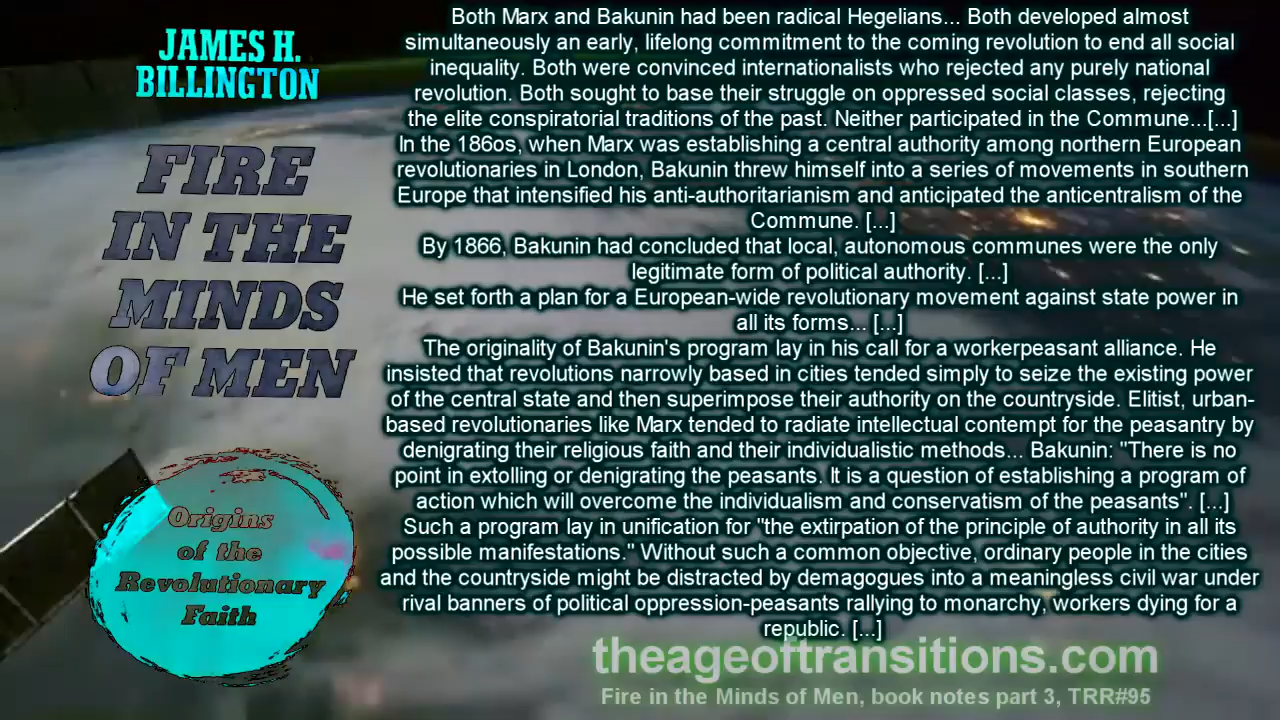 JAMES H.
BILLINGTON
FIRE
IN THE
MINDS
OF MEN
Origins
of the
Revolutionary
Faith
Both Marx and Bakunin had been radical Hegelians... Both developed almost
simultaneously an early, lifelong commitment to the coming revolution to end all social
inequality. Both were convinced internationalists who rejected any purely national
revolution. Both sought to base their struggle on oppressed social classes, rejecting
the elite conspiratorial traditions of the past. Neither participated in the Commune...[...]
In the 186os, when Marx was establishing a central authority among northern European
revolutionaries in London, Bakunin threw himself into a series of movements in southern
Europe that intensified his anti-authoritarianism and anticipated the anticentralism of the
Commune. [...]
By 1866, Bakunin had concluded that local, autonomous communes were the only
legitimate form of political authority. [...]
He set forth a plan for a European-wide revolutionary movement against state power in
all its forms... [...]
The originality of Bakunin's program lay in his call for a workerpeasant alliance. He
insisted that revolutions narrowly based in cities tended simply to seize the existing power
of the central state and then superimpose their authority on the countryside. Elitist, urban-
based revolutionaries like Marx tended to radiate intellectual contempt for the peasantry by
denigrating their religious faith and their individualistic methods... Bakunin: "There is no
point in extolling or denigrating the peasants. It is a question of establishing a program of
action which will overcome the individualism and conservatism of the peasants". [...]
Such a program lay in unification for "the extirpation of the principle of authority in all its
possible manifestations." Without such a common objective, ordinary people in the cities
and the countryside might be distracted by demagogues into a meaningless civil war under
rival banners of political oppression-peasants rallying to monarchy, workers dying for a
republic. [...]
theageoftransitions.com
Fire in the Minds of Men, book notes part 3, TRR#95